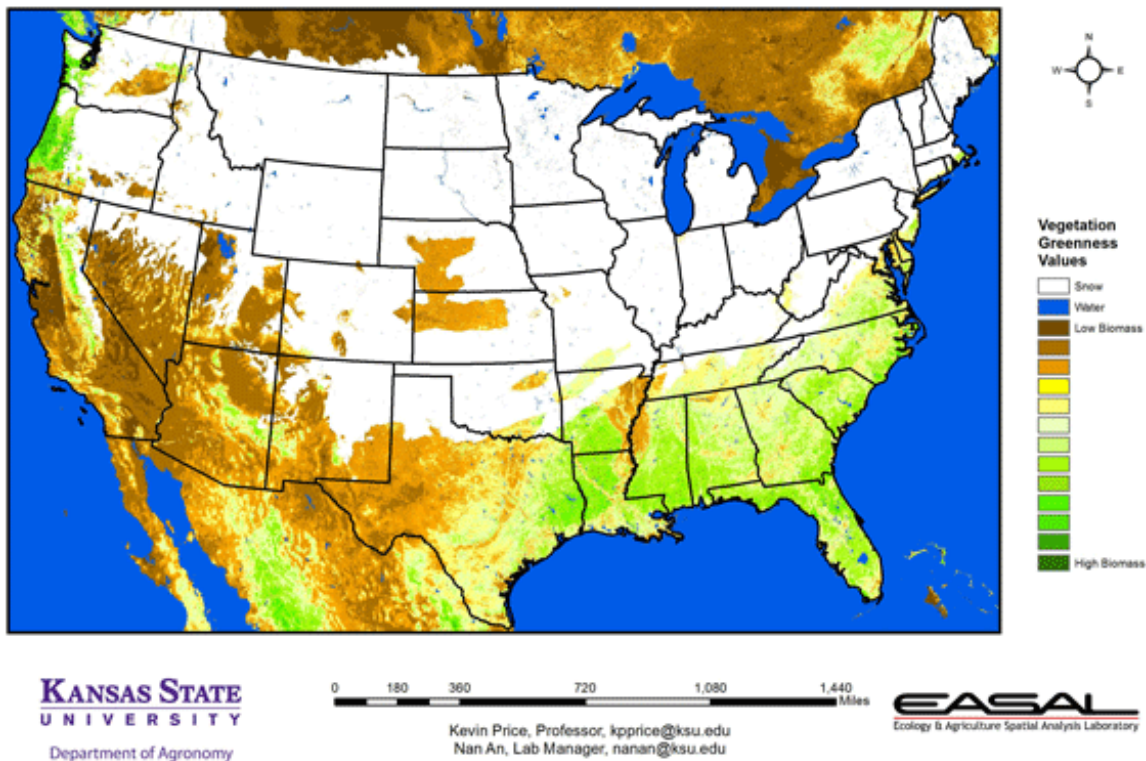 N
W
E
S
Vegetation
Greenness
Values
Snow
Water
Low Biomass
High Biomass
KANSAS STATE
UNIVERSITY
Department of Agronomy
0 180 360 720 1,080 1,440
Miles
Kevin Price, Professor, kpprice@ksu.edu
Nan An, Lab Manager, nanan@ksu.edu
EASAL
Ecology & Agriculture Spatial Analysis Laboratory